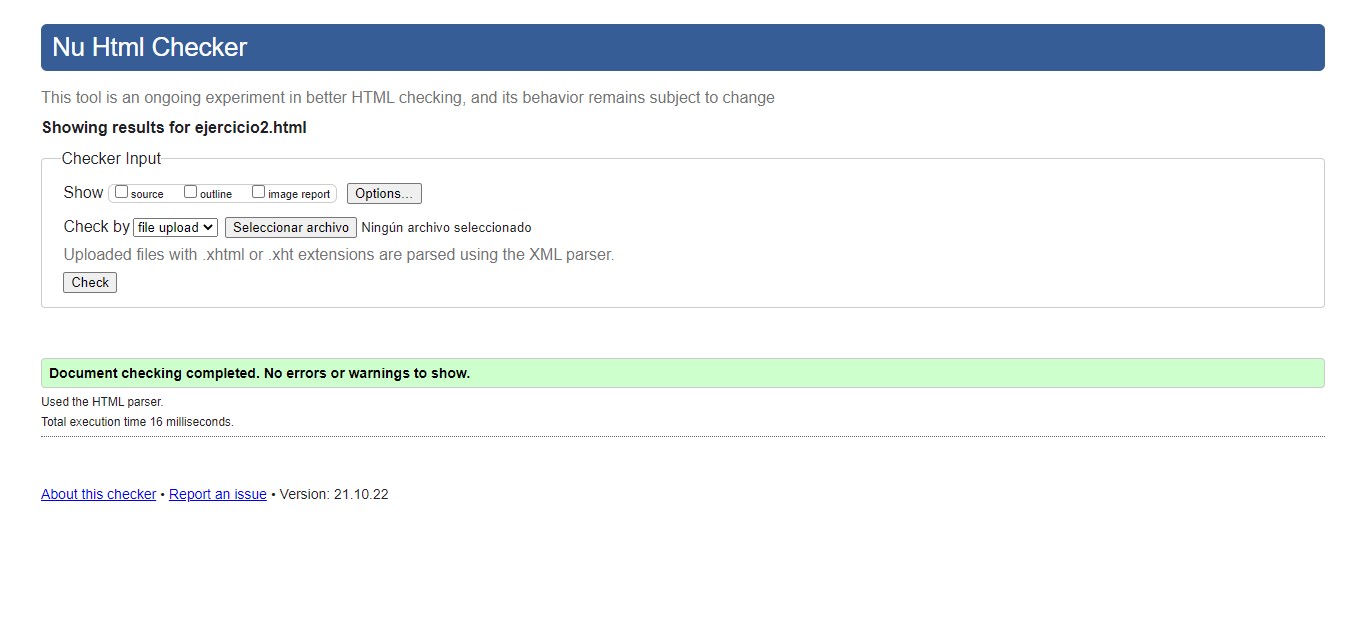 Nu Html Checker
This tool is an ongoing experiment in better HTML checking, and its behavior remains subject to change
Showing results for ejercicio2.html
Checker Input
Show source outline image report Options...
Check by file upload Seleccionar archivo Ningún archivo seleccionado
Uploaded files with .xhtml or .xht extensions are parsed using the XML parser.
Check
Document checking completed. No errors or warnings to show.
Used the HTML parser.
Total execution time 16 milliseconds.
About this checker • Report an issue • Version: 21.10.22